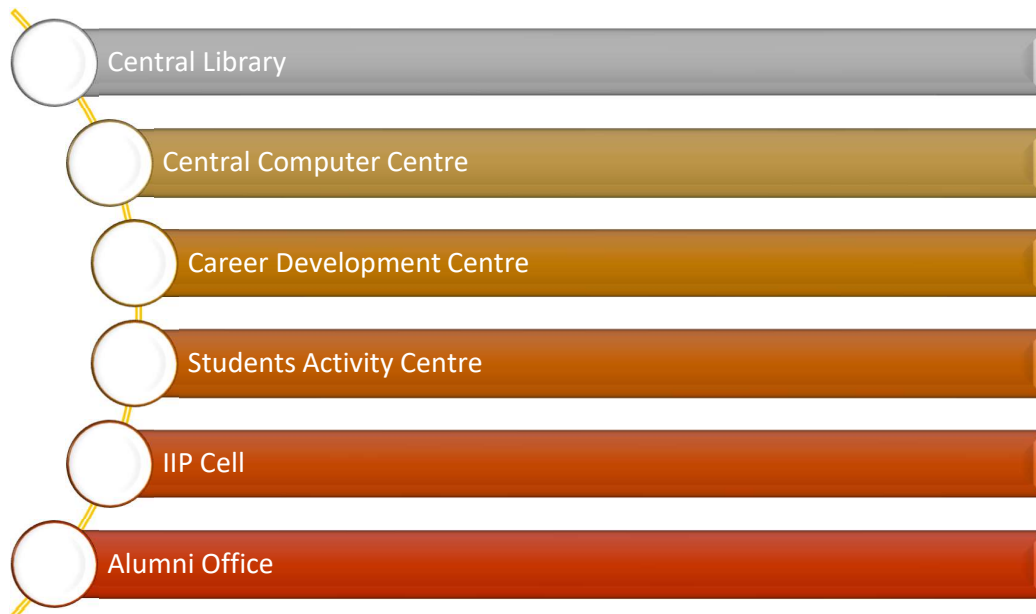 Central Library
Central Computer Centre
Career Development Centre
Students Activity Centre
IIP Cell
Alumni Office